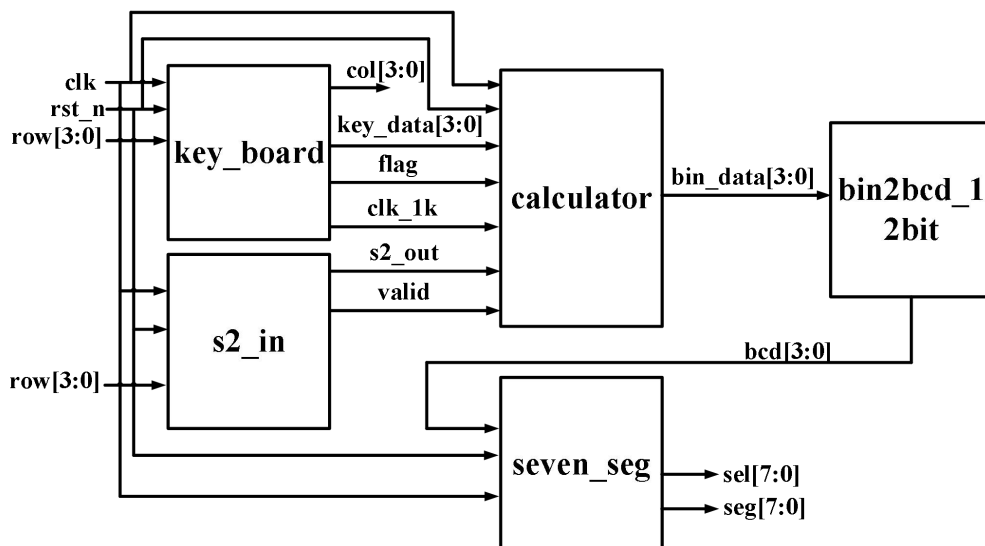 clk
rst_n
row[3:0]
key_board
col[3:0]
key_data[3:0]
flag
clk_1k
s2_out
valid
s2_in
row[3:0]
calculator
bin_data[3:0]
bin2bcd_1
2bit
bcd[3:0]
seven_seg
sel[7:0]
seg[7:0]